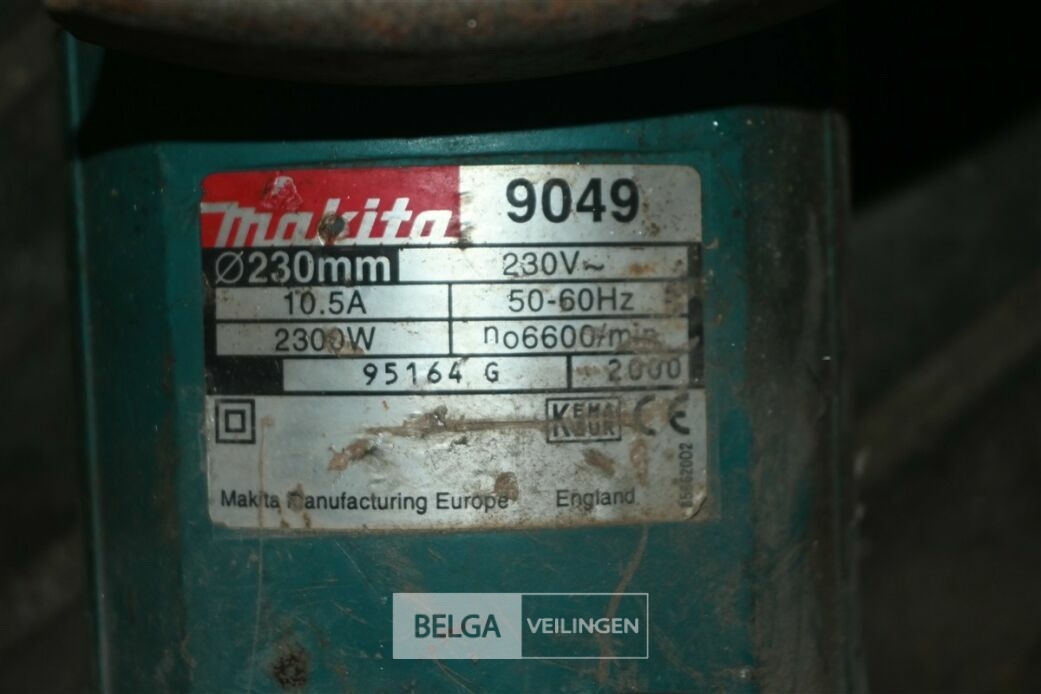 makita 9049
Ø230mm 230V~
10.5A 50-60Hz
2300W no6600/min
95164 G 2000
KEMA KEUR CE
Makita Manufacturing Europe England
BELGA VEILINGEN